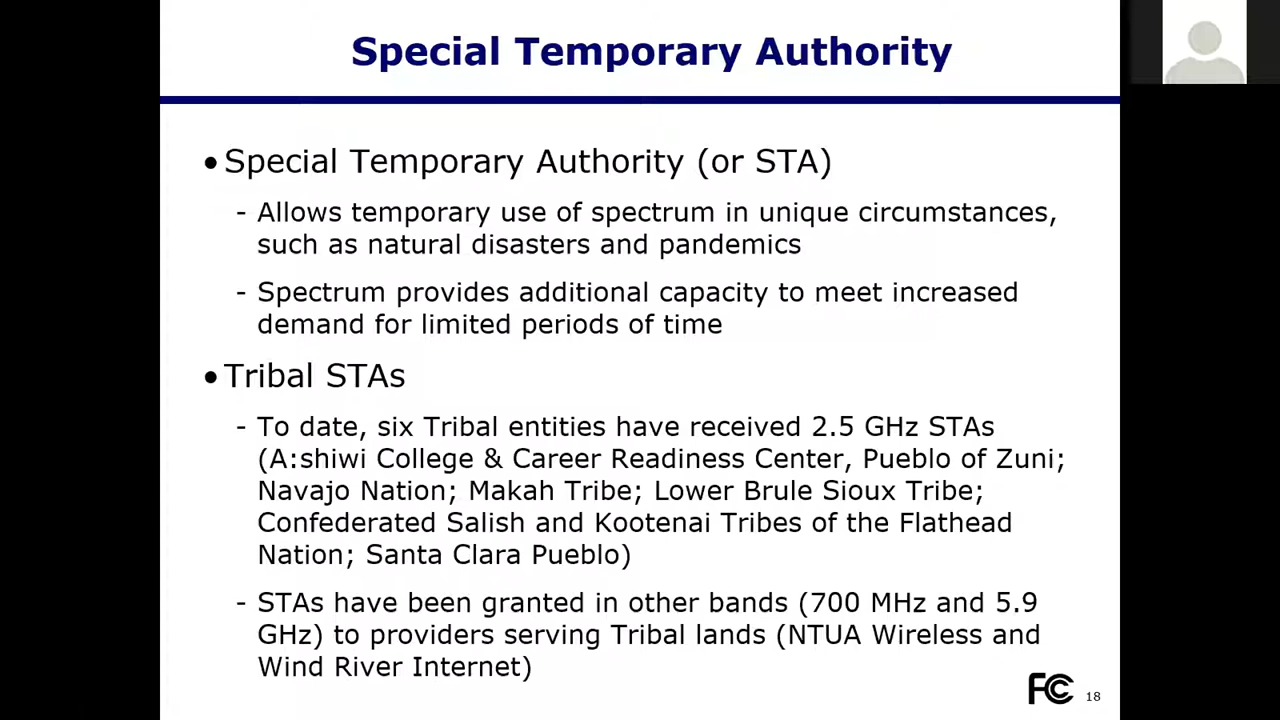 Special Temporary Authority
• Special Temporary Authority (or STA)
- Allows temporary use of spectrum in unique circumstances,
such as natural disasters and pandemics
- Spectrum provides additional capacity to meet increased
demand for limited periods of time
• Tribal STAs
- To date, six Tribal entities have received 2.5 GHz STAs
(A:shiwi College & Career Readiness Center, Pueblo of Zuni;
Navajo Nation; Makah Tribe; Lower Brule Sioux Tribe;
Confederated Salish and Kootenai Tribes of the Flathead
Nation; Santa Clara Pueblo)
- STAs have been granted in other bands (700 MHz and 5.9
GHz) to providers serving Tribal lands (NTUA Wireless and
Wind River Internet)
FCC 18